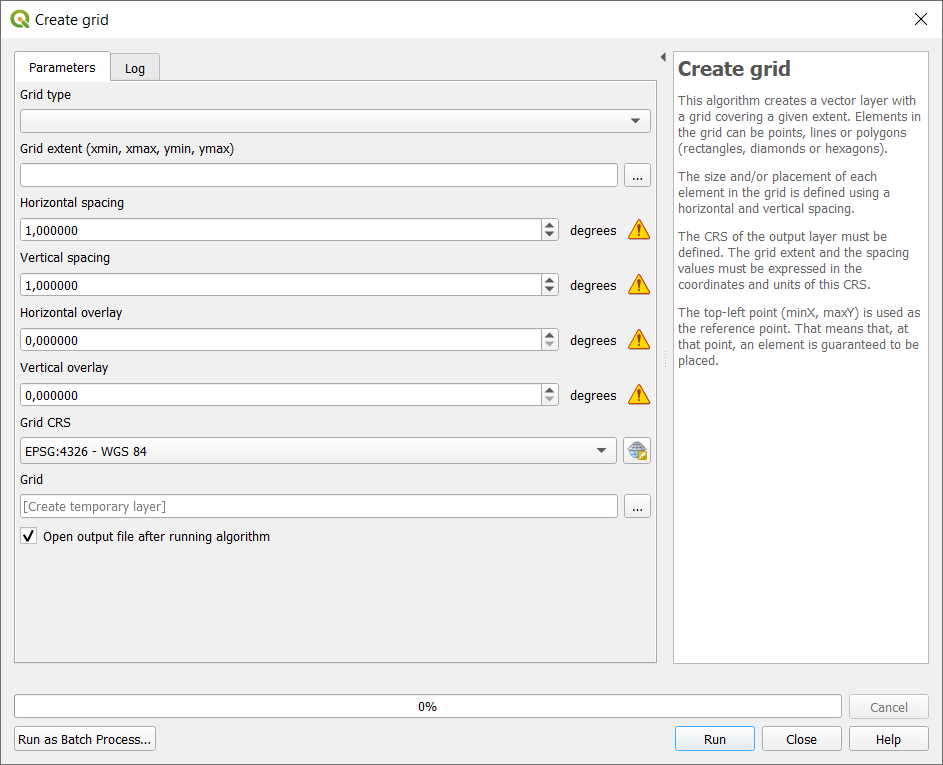 Create grid
Parameters
Log
Grid type
Grid extent (xmin, xmax, ymin, ymax)
...
Horizontal spacing
1,000000
degrees
Vertical spacing
1,000000
degrees
Horizontal overlay
0,000000
degrees
Vertical overlay
0,000000
degrees
Grid CRS
EPSG:4326 - WGS 84
Grid
[Create temporary layer]
...
Open output file after running algorithm
Create grid
This algorithm creates a vector layer with
a grid covering a given extent. Elements in
the grid can be points, lines or polygons
(rectangles, diamonds or hexagons).
The size and/or placement of each
element in the grid is defined using a
horizontal and vertical spacing.
The CRS of the output layer must be
defined. The grid extent and the spacing
values must be expressed in the
coordinates and units of this CRS.
The top-left point (minX, maxY) is used as
the reference point. That means that, at
that point, an element is guaranteed to be
placed.
0%
Cancel
Run as Batch Process...
Run
Close
Help